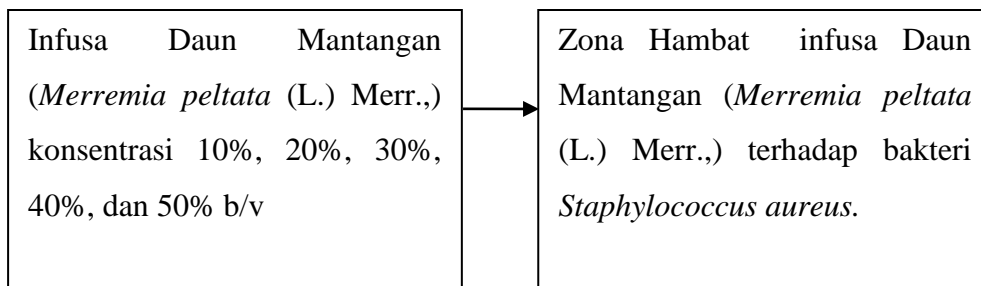 Infusa Daun Mantangan
(Merremia peltata (L.) Merr.,)
konsentrasi 10%, 20%, 30%,
40%, dan 50% b/v
Zona Hambat infusa Daun
Mantangan (Merremia peltata
(L.) Merr.,) terhadap bakteri
Staphylococcus aureus.